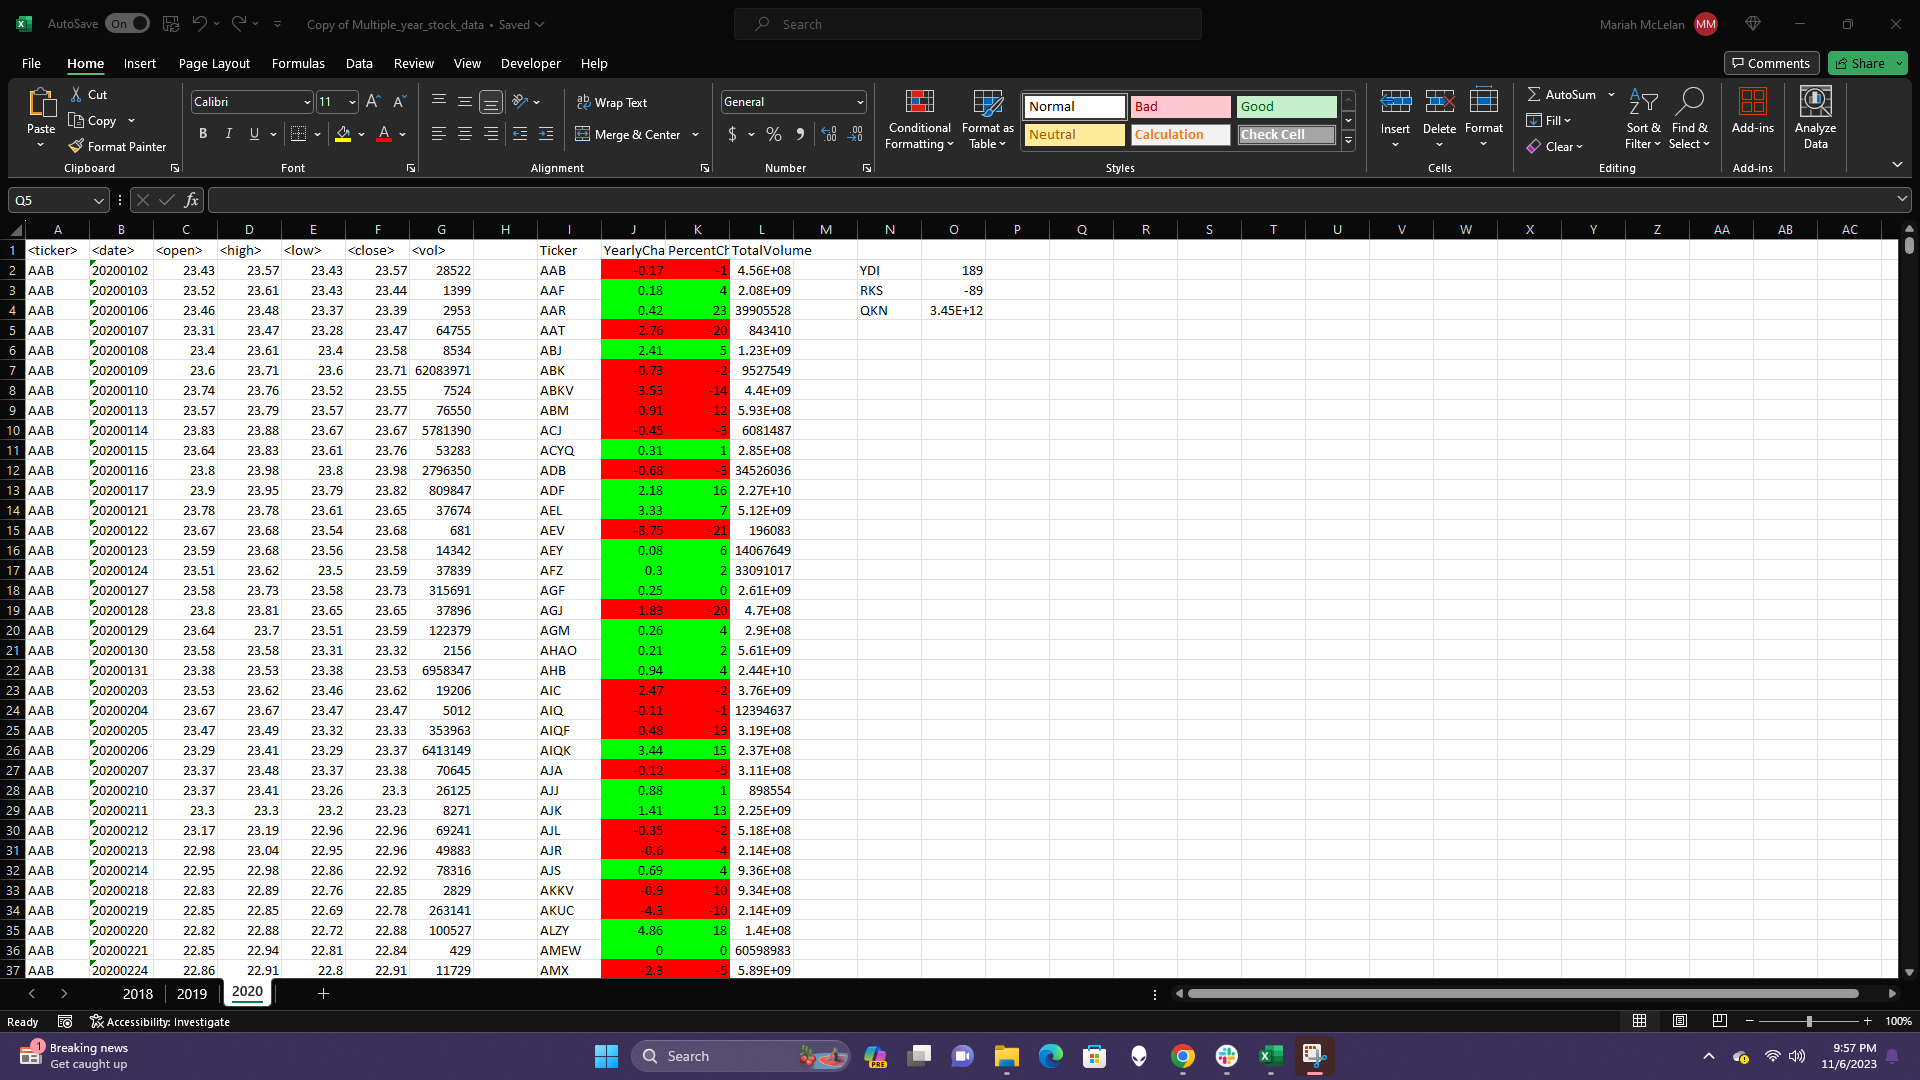 AutoSave On Copy of Multiple_year_stock_data • Saved Search Mariah McLelan MM
File Home Insert Page Layout Formulas Data Review View Developer Help Comments Share
Paste Cut Copy Format Painter Clipboard
Calibri 11 B I U A Font
Wrap Text Merge & Center Alignment
General $ % Number
Conditional Formatting Format as Table Normal Bad Good Neutral Calculation Check Cell Styles
Insert Delete Format Cells
AutoSum Fill Clear Sort & Filter Find & Select Editing
Add-ins Add-ins
Analyze Data
Q5 fx
A B C D E F G H I J K L M N O P Q R S T U V W X Y Z AA AB AC
1 <ticker> <date> <open> <high> <low> <close> <vol> Ticker YearlyCha PercentCh TotalVolume
2 AAB 20200102 23.43 23.57 23.43 23.57 28522 AAB -0.17 -1 4.56E+08 YDI 189
3 AAB 20200103 23.52 23.61 23.43 23.44 1399 AAF 0.18 4 2.08E+09 RKS -89
4 AAB 20200106 23.46 23.48 23.37 23.39 2953 AAR 0.42 23 39905528 QKN 3.45E+12
5 AAB 20200107 23.31 23.47 23.28 23.47 64755 AAT -2.76 -20 843410
6 AAB 20200108 23.4 23.61 23.4 23.58 8534 ABJ 2.41 5 1.23E+09
7 AAB 20200109 23.6 23.71 23.6 23.71 62083971 ABK -0.73 -2 9527549
8 AAB 20200110 23.74 23.76 23.52 23.55 7524 ABKV -3.53 -14 4.4E+09
9 AAB 20200113 23.57 23.79 23.57 23.77 76550 ABM -0.91 -12 5.93E+08
10 AAB 20200114 23.83 23.88 23.67 23.67 5781390 ACJ -0.45 -3 6081487
11 AAB 20200115 23.64 23.83 23.61 23.76 53283 ACYQ 0.31 1 2.85E+08
12 AAB 20200116 23.8 23.98 23.8 23.98 2796350 ADB -0.68 -3 34526036
13 AAB 20200117 23.9 23.95 23.79 23.82 809847 ADF 2.18 16 2.27E+10
14 AAB 20200121 23.78 23.78 23.61 23.65 37674 AEL 3.33 7 5.12E+09
15 AAB 20200122 23.67 23.68 23.54 23.68 681 AEV -8.75 -21 196083
16 AAB 20200123 23.59 23.68 23.56 23.58 14342 AEY 0.08 6 14067649
17 AAB 20200124 23.51 23.62 23.5 23.59 37839 AFZ 0.3 2 33091017
18 AAB 20200127 23.58 23.73 23.58 23.73 315691 AGF 0.25 0 2.61E+09
19 AAB 20200128 23.8 23.81 23.65 23.65 37896 AGJ -1.83 -20 4.7E+08
20 AAB 20200129 23.64 23.7 23.51 23.59 122379 AGM 0.26 4 2.9E+08
21 AAB 20200130 23.58 23.58 23.31 23.32 2156 AHAO 0.21 2 5.61E+09
22 AAB 20200131 23.38 23.53 23.38 23.53 6958347 AHB 0.94 4 2.44E+10
23 AAB 20200203 23.53 23.62 23.46 23.62 19206 AIC -2.47 -2 3.76E+09
24 AAB 20200204 23.67 23.67 23.47 23.47 5012 AIQ -0.11 -1 12394637
25 AAB 20200205 23.47 23.49 23.32 23.33 353963 AIQF -0.48 -19 3.19E+08
26 AAB 20200206 23.29 23.41 23.29 23.37 6413149 AIQK 3.44 15 2.37E+08
27 AAB 20200207 23.37 23.48 23.37 23.38 70645 AJA -0.12 -5 3.11E+08
28 AAB 20200210 23.37 23.41 23.26 23.3 26125 AJJ 0.88 1 898554
29 AAB 20200211 23.3 23.3 23.2 23.23 8271 AJK 1.41 13 2.25E+09
30 AAB 20200212 23.17 23.19 22.96 22.96 69241 AJL -0.35 -2 5.18E+08
31 AAB 20200213 22.98 23.04 22.95 22.96 49883 AJR -0.6 -4 2.14E+08
32 AAB 20200214 22.95 22.98 22.86 22.92 78316 AJS 0.69 4 9.36E+08
33 AAB 20200218 22.83 22.89 22.76 22.85 2829 AKKV -0.9 -10 9.34E+08
34 AAB 20200219 22.85 22.85 22.69 22.78 263141 AKUC -4.3 -10 2.14E+09
35 AAB 20200220 22.82 22.88 22.72 22.88 100527 ALZY 4.86 18 1.4E+08
36 AAB 20200221 22.85 22.94 22.81 22.84 429 AMEW 0 0 60598983
37 AAB 20200224 22.86 22.91 22.8 22.91 11729 AMX -2.3 -5 5.89E+09
2018 2019 2020
Ready Accessibility: Investigate 100%
1 Breaking news
Get caught up
Search PRE
9:57 PM
11/6/2023